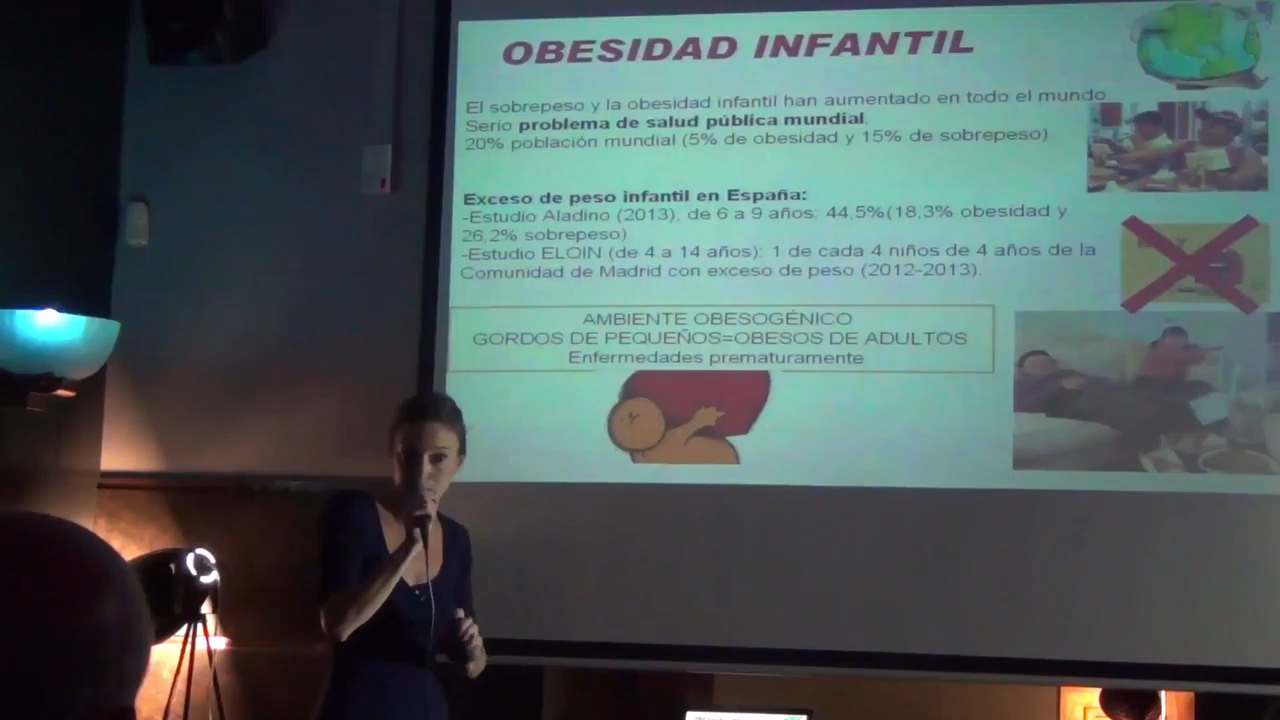 OBESIDAD INFANTIL
El sobrepeso y la obesidad infantil han aumentado en todo el mundo.
Serio problema de salud pública mundial.
20% población mundial (5% de obesidad y 15% de sobrepeso)
Exceso de peso infantil en España:
-Estudio Aladino (2013), de 6 a 9 años: 44,5%(18,3% obesidad y
26,2% sobrepeso)
-Estudio ELOIN (de 4 a 14 años): 1 de cada 4 niños de 4 años de la
Comunidad de Madrid con exceso de peso (2012-2013).
AMBIENTE OBESOGÉNICO
GORDOS DE PEQUEÑOS=OBESOS DE ADULTOS
Enfermedades prematuramente